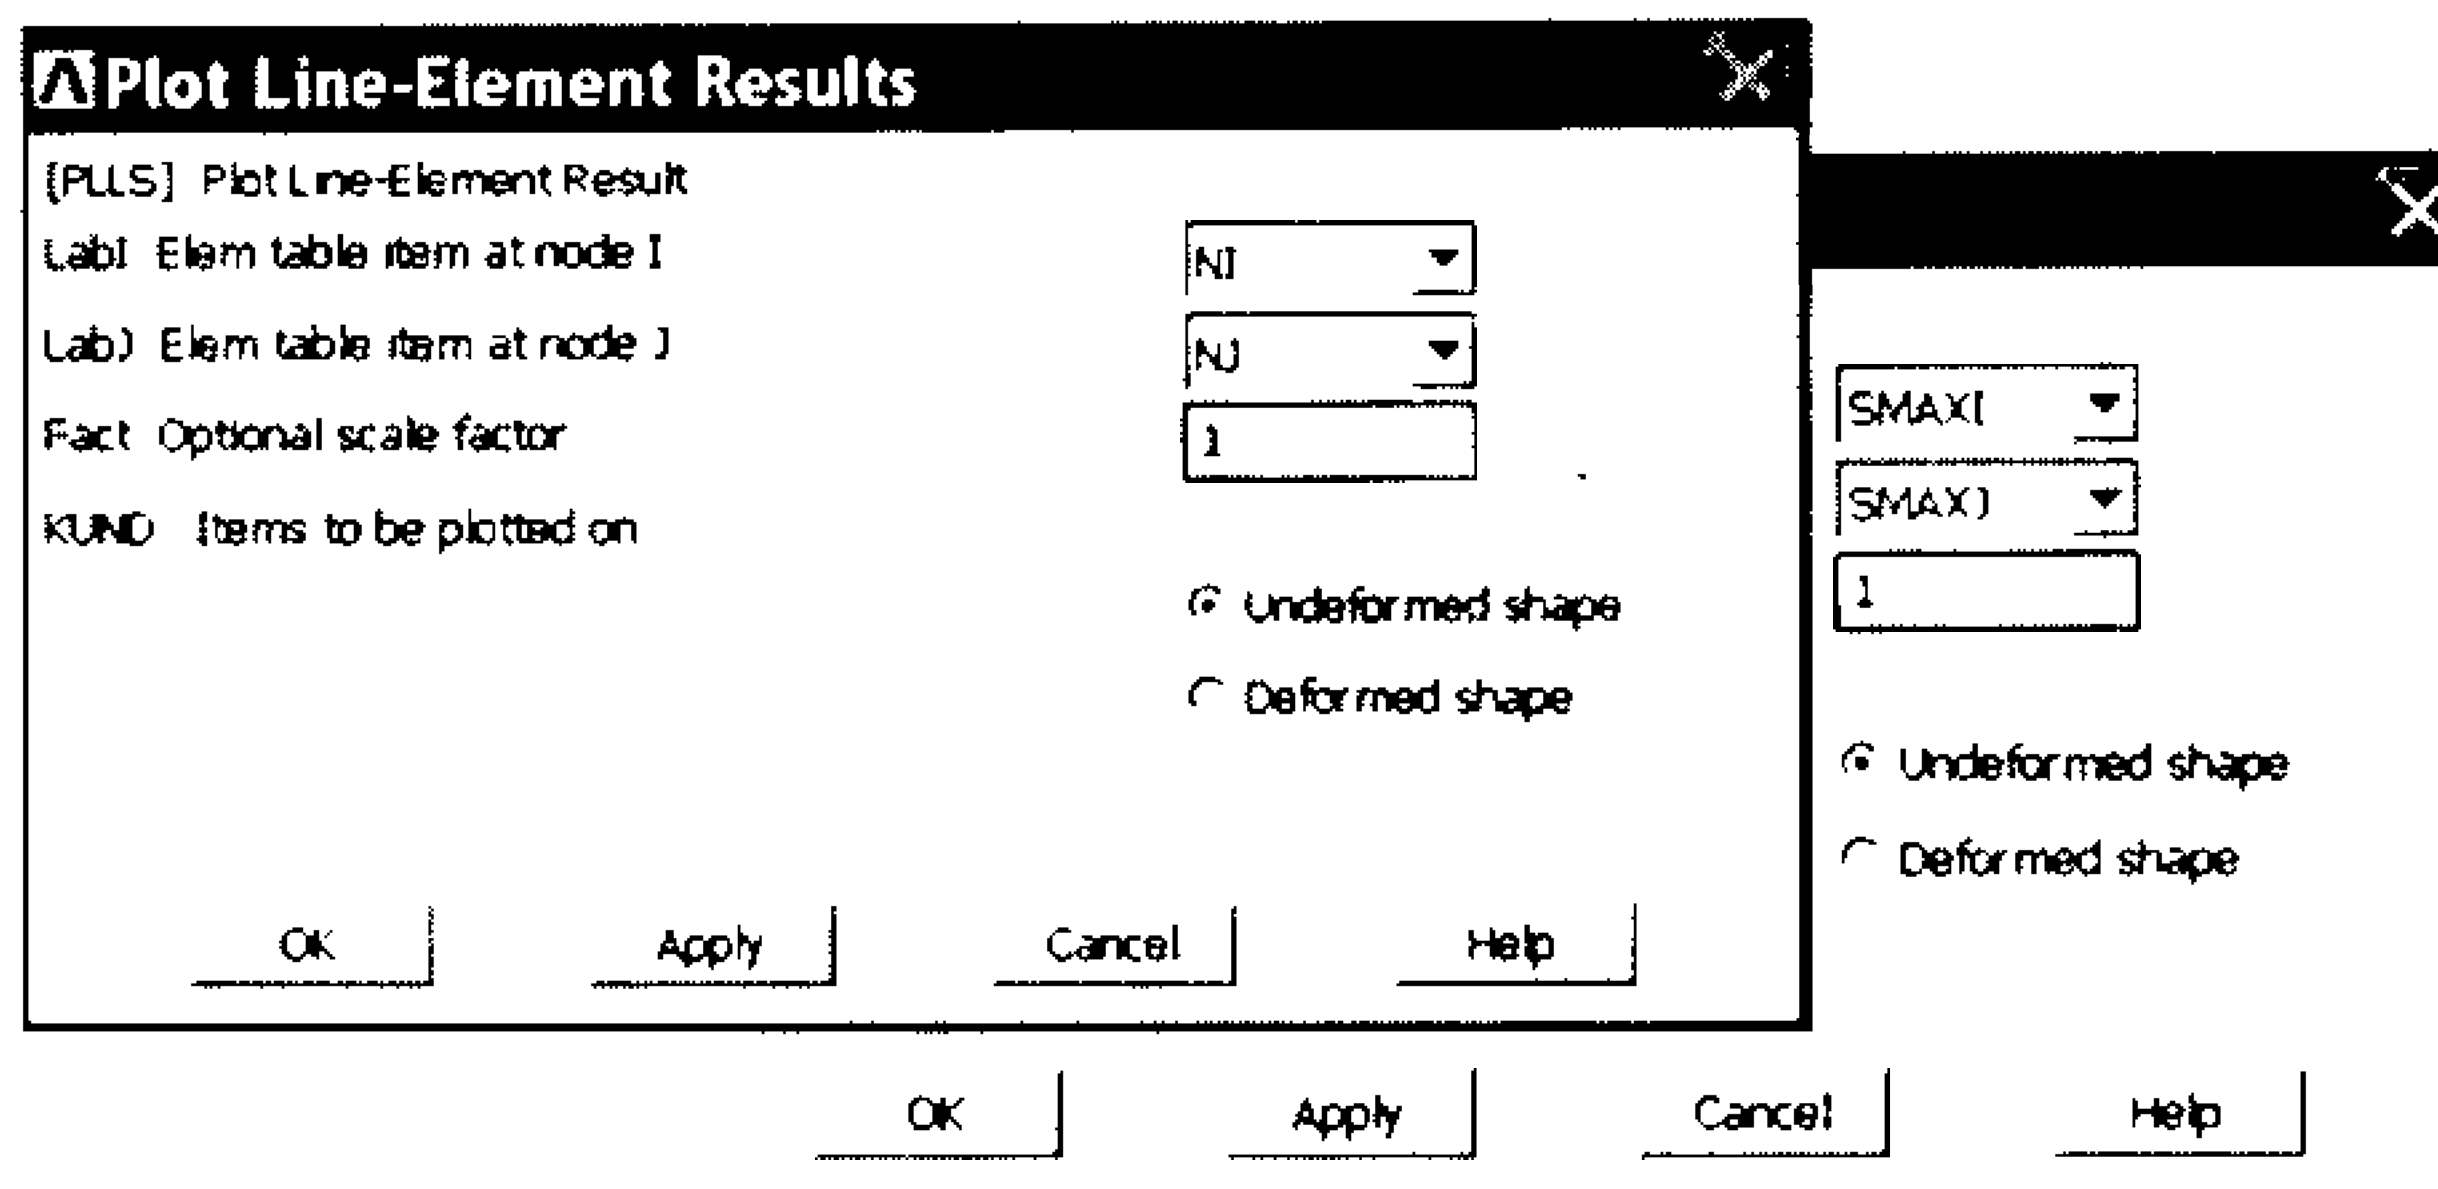 Plot Line-Element Results
[PLLS] Plot Line-Element Result
LabI Elem table item at node I
NI
LabJ Elem table item at node J
NJ
Fact Optional scale factor
1
KUND Items to be plotted on
Undeformed shape
Deformed shape
OK Apply Cancel Help
SMAXI
SMAXJ
1
Undeformed shape
Deformed shape
OK Apply Cancel Help